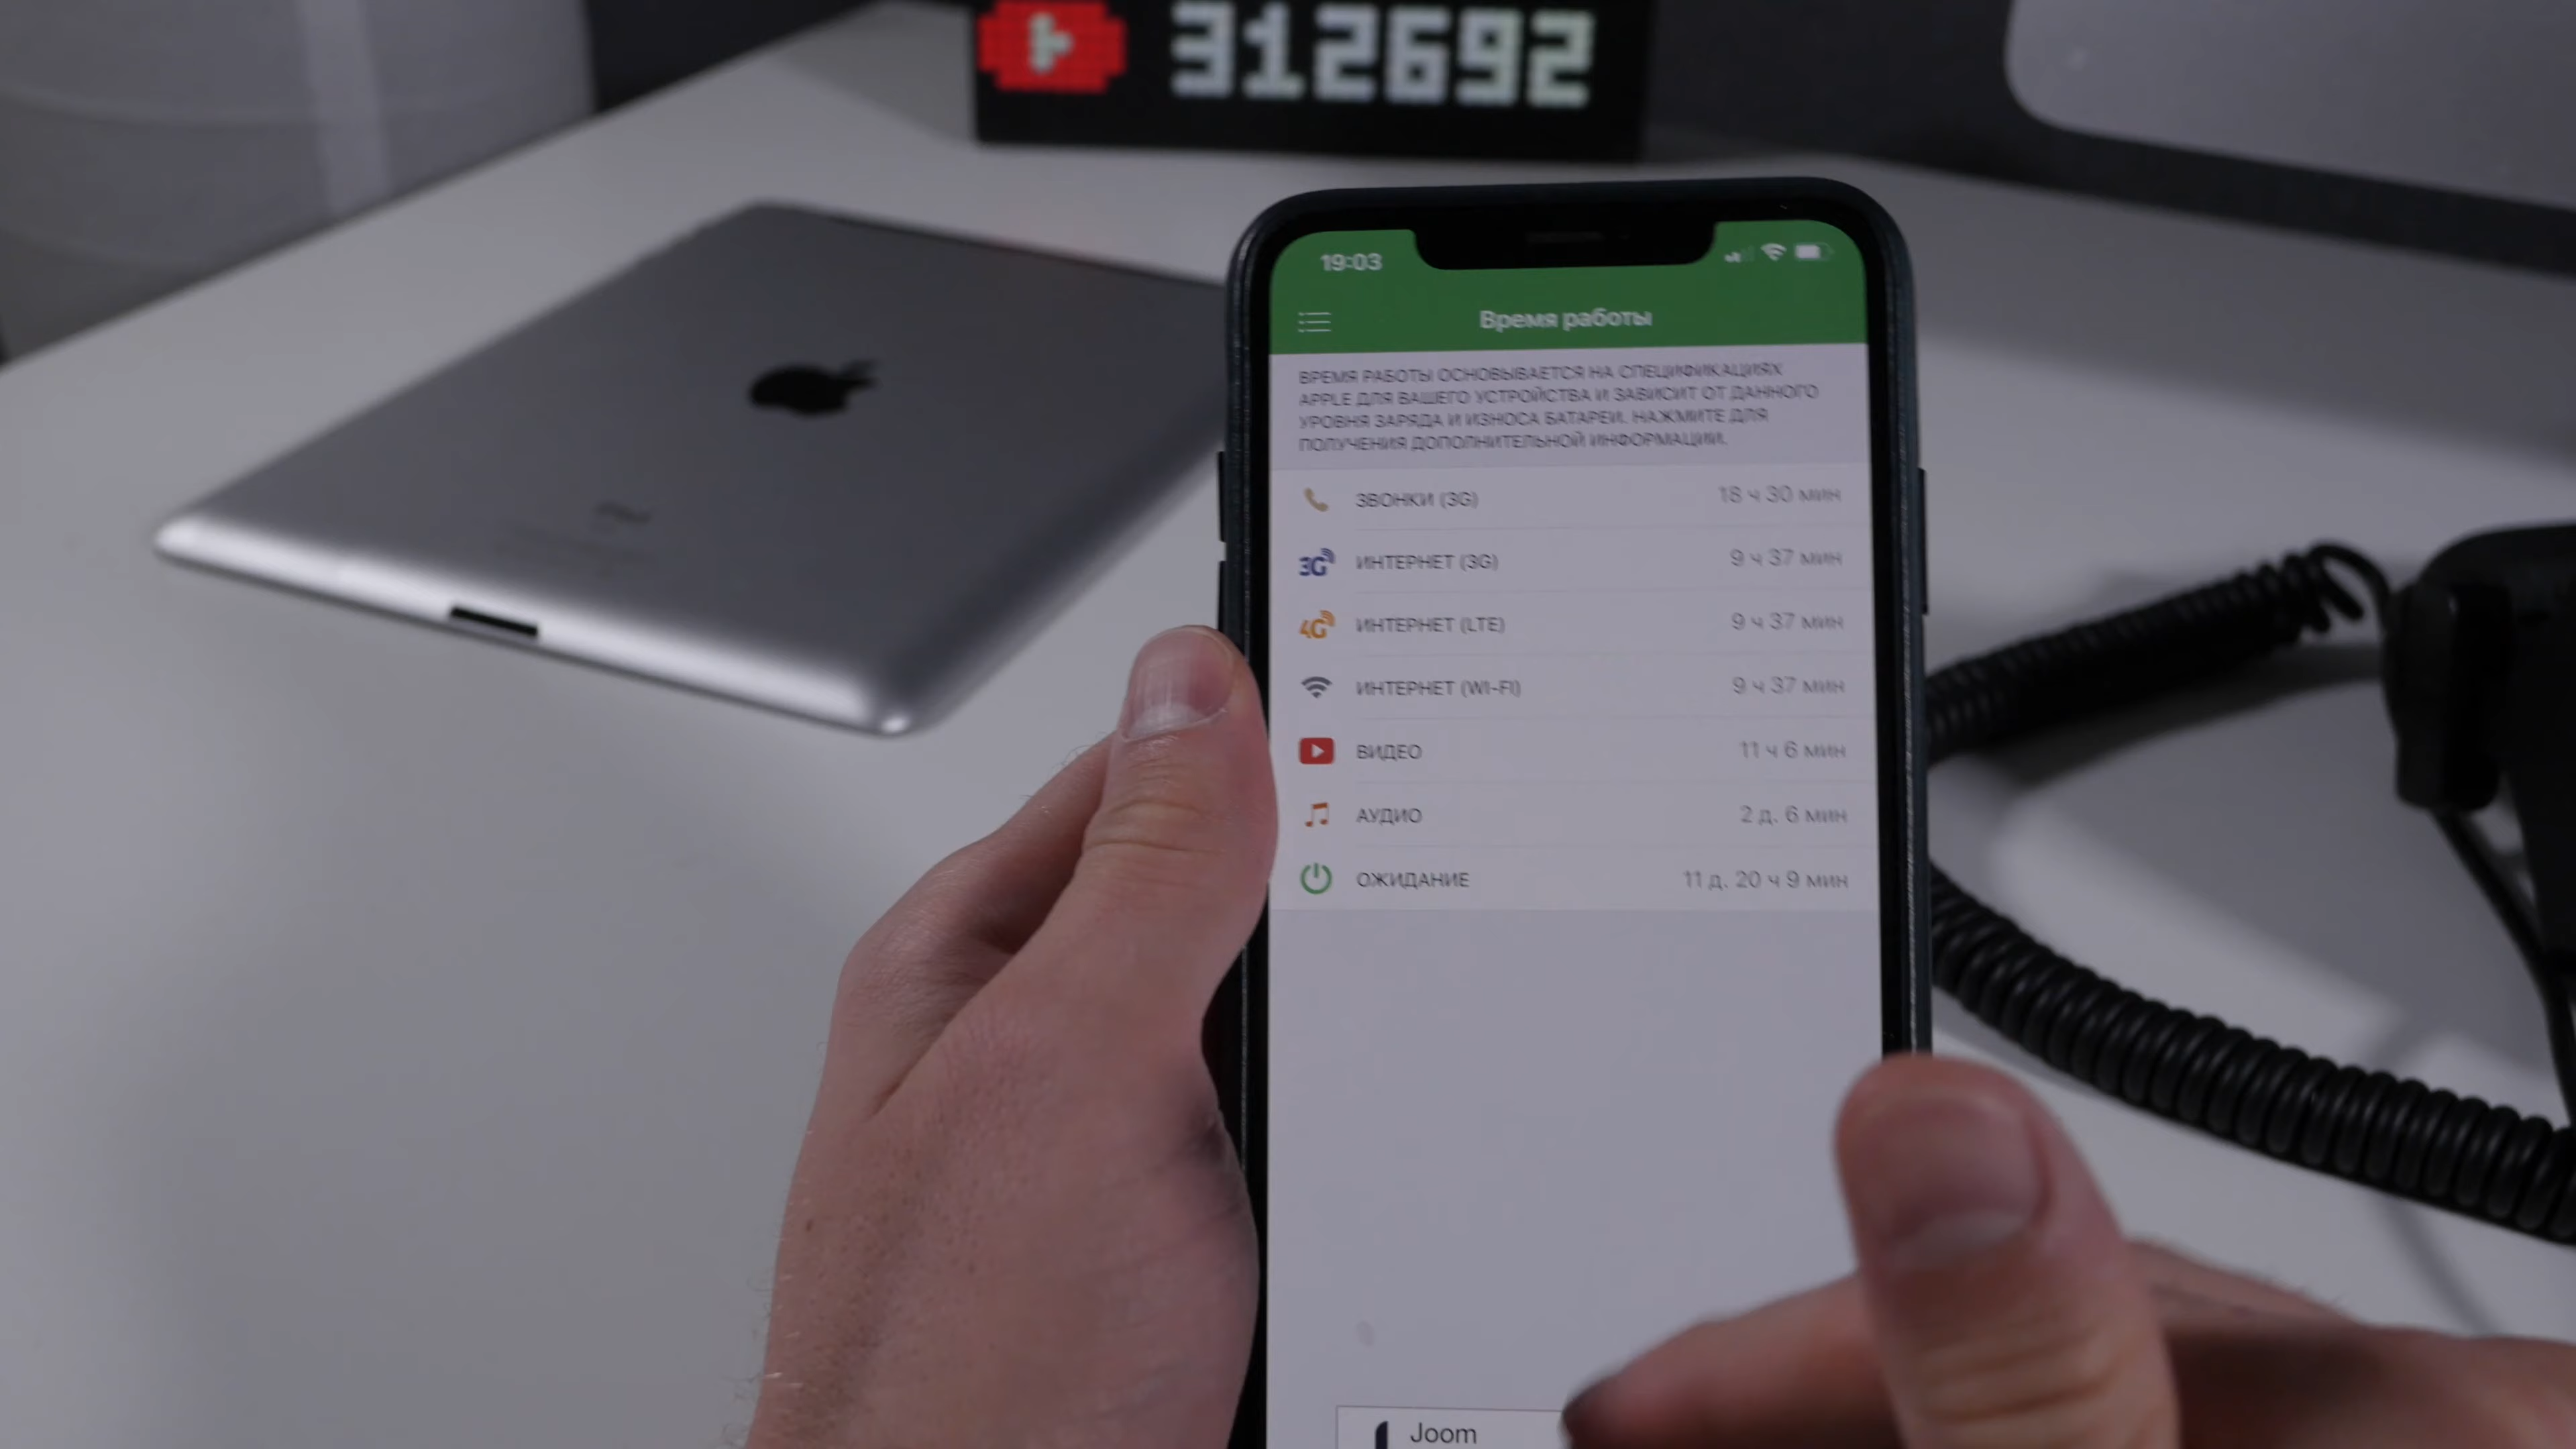 312692
19:03
Время работы
ВРЕМЯ РАБОТЫ ОСНОВЫВАЕТСЯ НА СПЕЦИФИКАЦИЯХ
APPLE ДЛЯ ВАШЕГО УСТРОЙСТВА И ЗАВИСИТ ОТ ДАННОГО
УРОВНЯ ЗАРЯДА И ИЗНОСА БАТАРЕИ. НАЖМИТЕ ДЛЯ
ПОЛУЧЕНИЯ ДОПОЛНИТЕЛЬНОЙ ИНФОРМАЦИИ.
ЗВОНКИ (3G) 18 ч 30 мин
3G ИНТЕРНЕТ (3G) 9 ч 37 мин
4G ИНТЕРНЕТ (LTE) 9 ч 37 мин
ИНТЕРНЕТ (WI-FI) 9 ч 37 мин
ВИДЕО 11 ч 6 мин
АУДИО 2 д. 6 мин
ОЖИДАНИЕ 11 д. 20 ч 9 мин
Joom